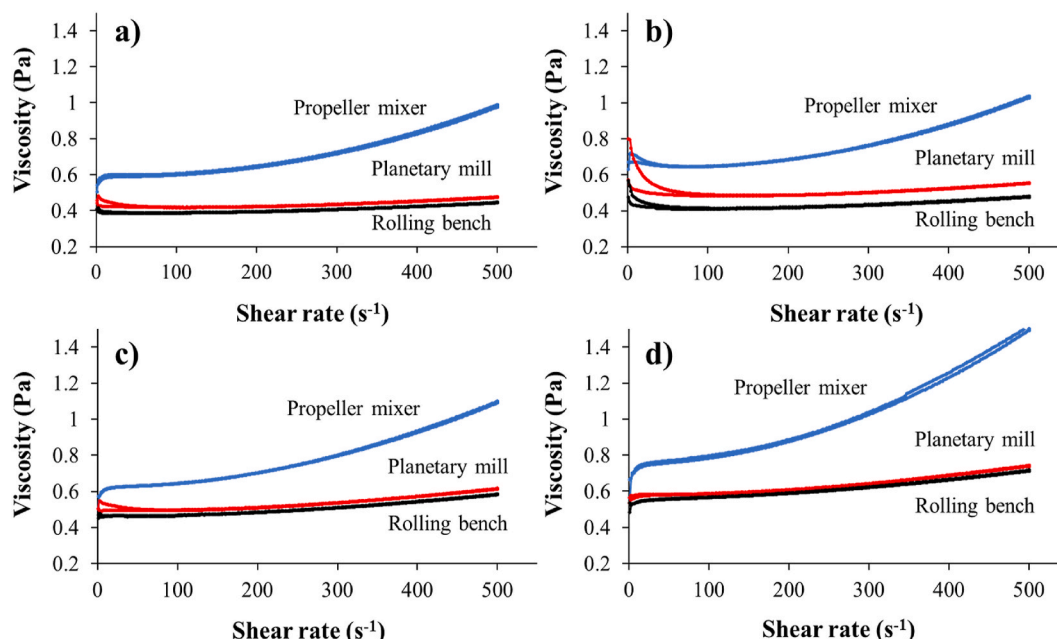 a)
Viscosity (Pa)
1.4
1.2
1
0.8
0.6
0.4
0.2
Propeller mixer
Planetary mill
Rolling bench
0 100 200 300 400 500
Shear rate (s⁻¹)
b)
Viscosity (Pa)
1.4
1.2
1
0.8
0.6
0.4
0.2
Propeller mixer
Planetary mill
Rolling bench
0 100 200 300 400 500
Shear rate (s⁻¹)
c)
Viscosity (Pa)
1.4
1.2
1
0.8
0.6
0.4
0.2
Propeller mixer
Planetary mill
Rolling bench
0 100 200 300 400 500
Shear rate (s⁻¹)
d)
Viscosity (Pa)
1.4
1.2
1
0.8
0.6
0.4
0.2
Propeller mixer
Planetary mill
Rolling bench
0 100 200 300 400 500
Shear rate (s⁻¹)